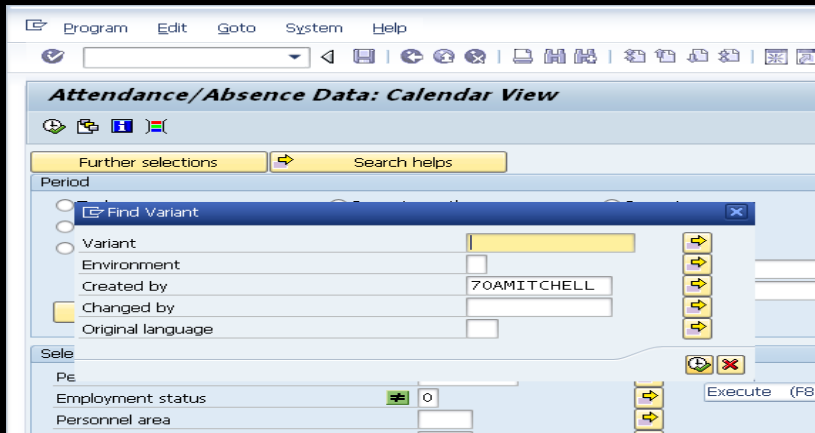 Program Edit Goto System Help
Attendance/Absence Data: Calendar View
Further selections Search helps
Period
Find Variant
Variant
Environment
Created by 70AMITCHELL
Changed by
Original language
Sele
Pe
Execute (F8
Employment status 0
Personnel area